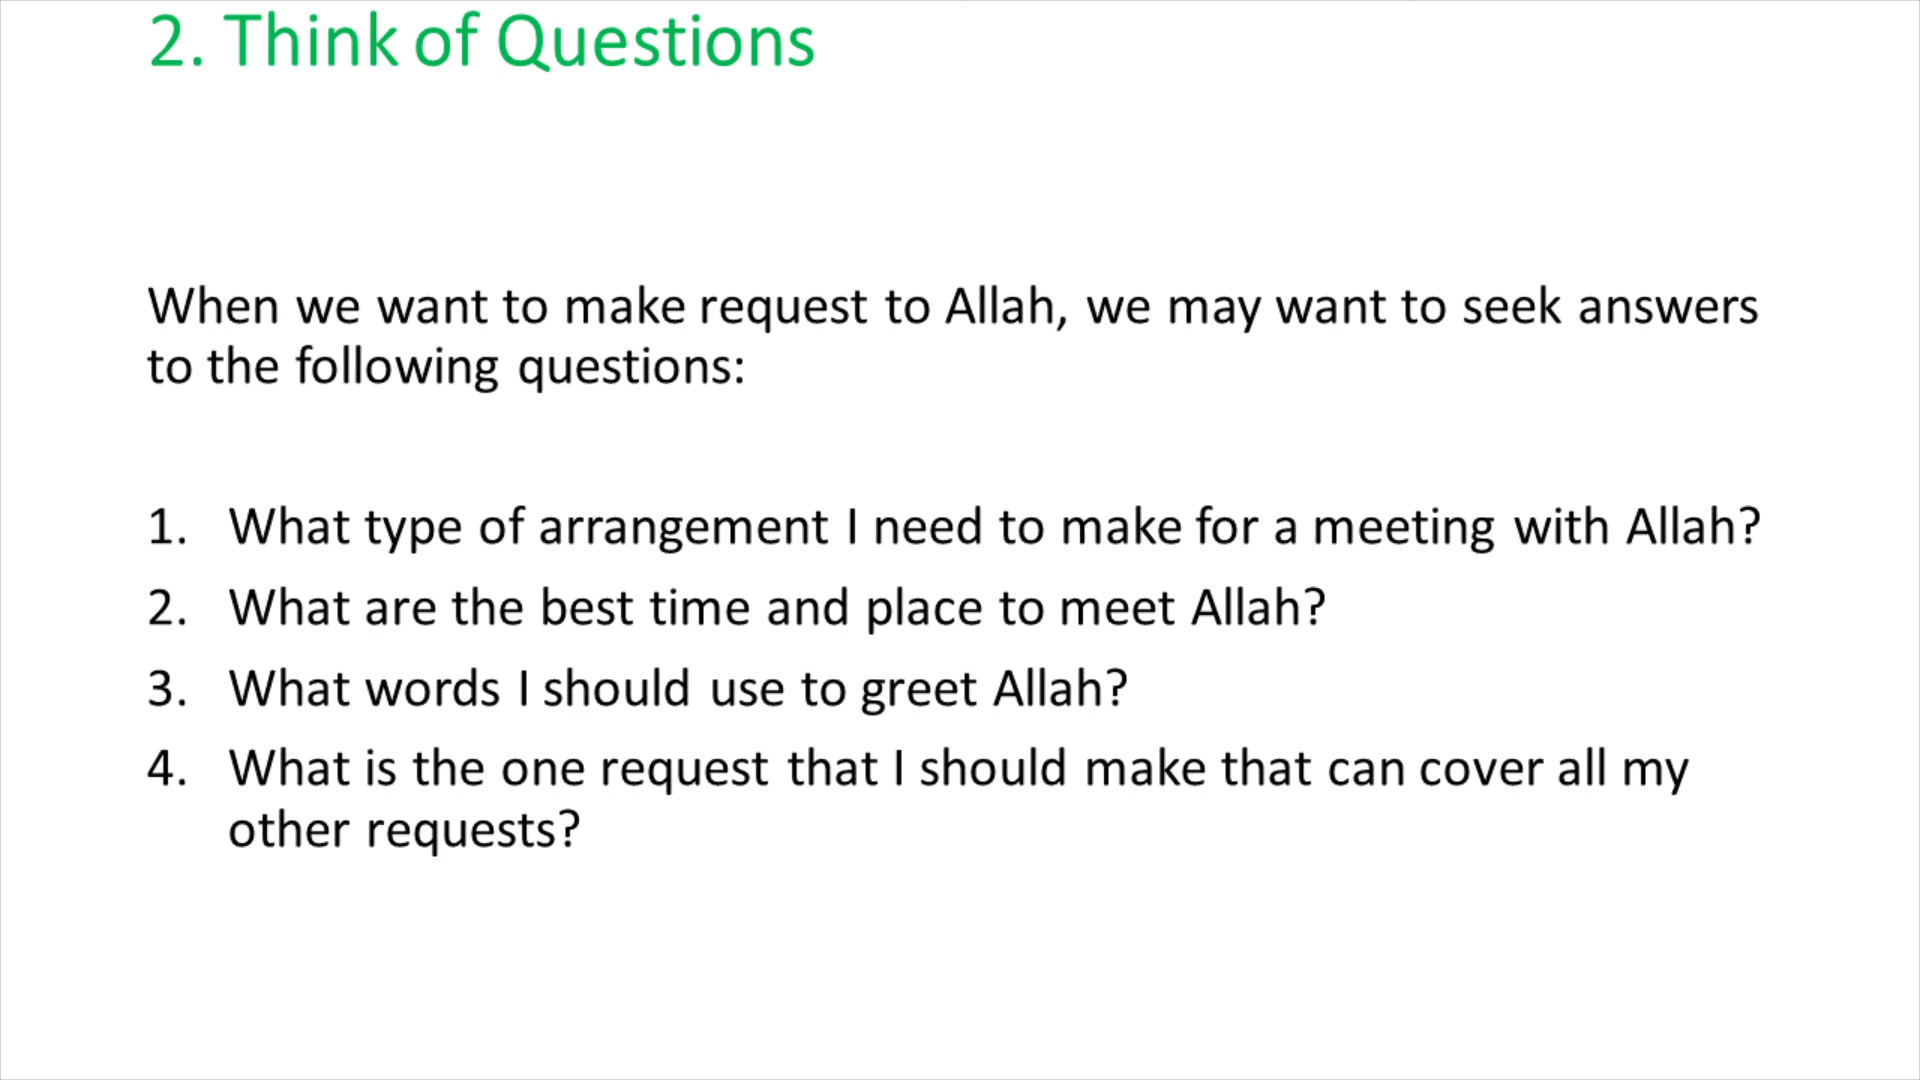 2. Think of Questions
When we want to make request to Allah, we may want to seek answers
to the following questions:
1. What type of arrangement I need to make for a meeting with Allah?
2. What are the best time and place to meet Allah?
3. What words I should use to greet Allah?
4. What is the one request that I should make that can cover all my
other requests?